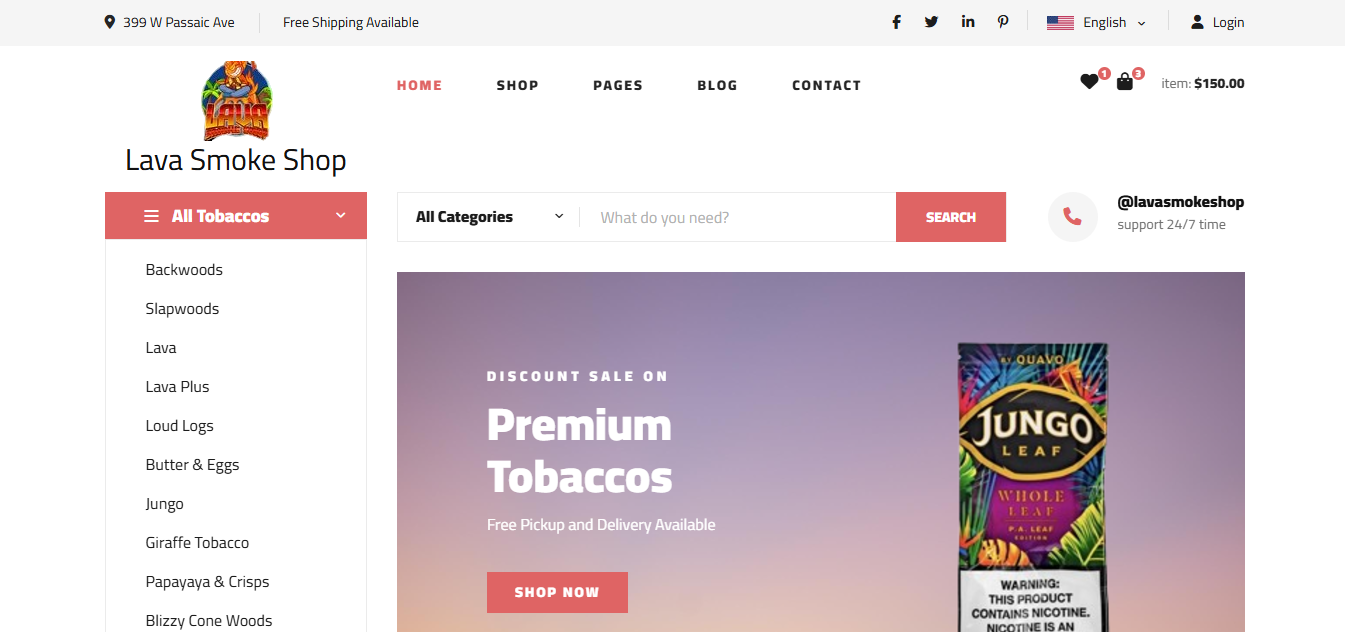 399 W Passaic Ave
Free Shipping Available
English
Login
LAVA
Lava Smoke Shop
HOME
SHOP
PAGES
BLOG
CONTACT
1
3
item: $150.00
All Tobaccos
All Categories
What do you need?
SEARCH
@lavasmokeshop
support 24/7 time
Backwoods
Slapwoods
Lava
Lava Plus
Loud Logs
Butter & Eggs
Jungo
Giraffe Tobacco
Papayaya & Crisps
Blizzy Cone Woods
DISCOUNT SALE ON
Premium
Tobaccos
Free Pickup and Delivery Available
SHOP NOW
BY QUAVO
JUNGO
LEAF
WHOLE
LEAF
P.A. LEAF
EDITION
WARNING:
THIS PRODUCT
CONTAINS NICOTINE.
NICOTINE IS AN